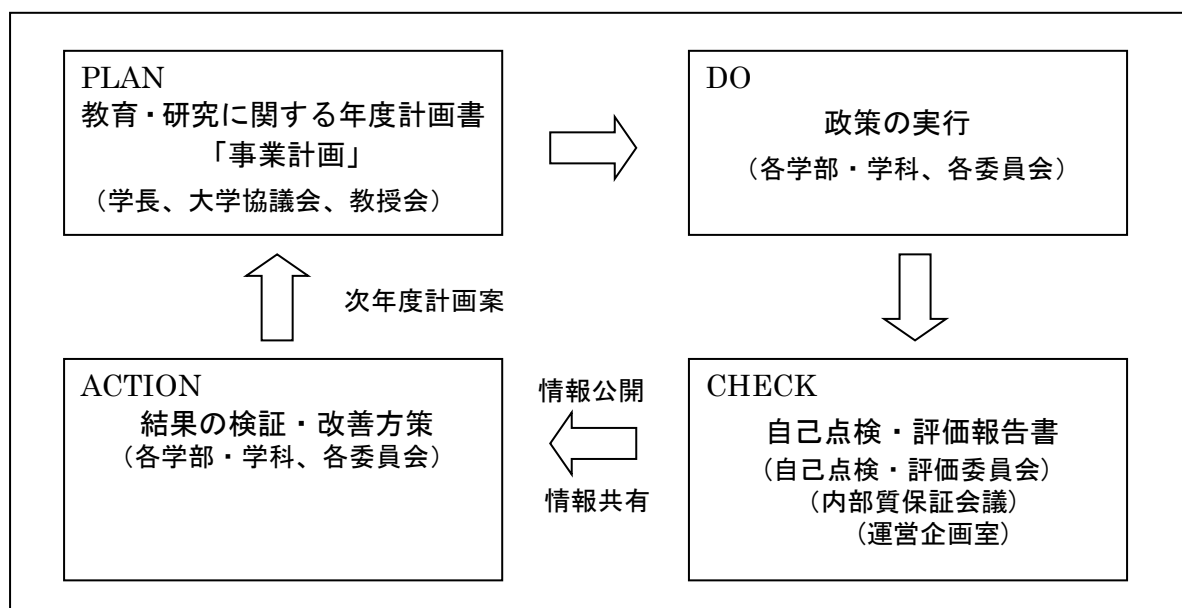 PLAN
教育・研究に関する年度計画書
「事業計画」
（学長、大学協議会、教授会）
DO
政策の実行
（各学部・学科、各委員会）
次年度計画案
ACTION
結果の検証・改善方策
（各学部・学科、各委員会）
情報公開
情報共有
CHECK
自己点検・評価報告書
（自己点検・評価委員会）
（内部質保証会議）
（運営企画室）